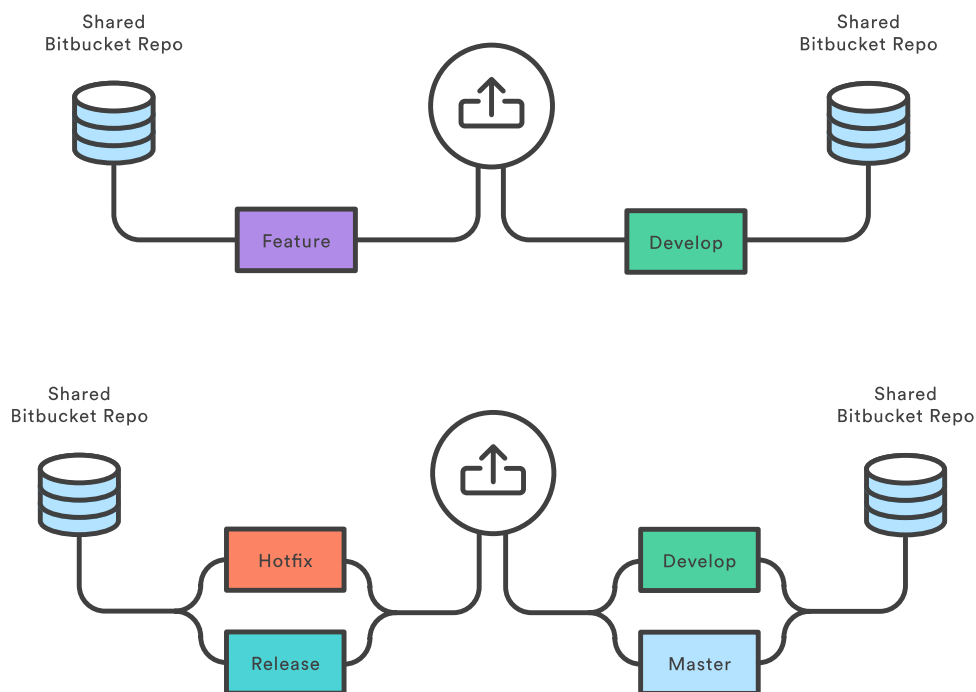 Shared
Bitbucket Repo
Shared
Bitbucket Repo
Feature
Develop
Shared
Bitbucket Repo
Shared
Bitbucket Repo
Hotfix
Develop
Release
Master